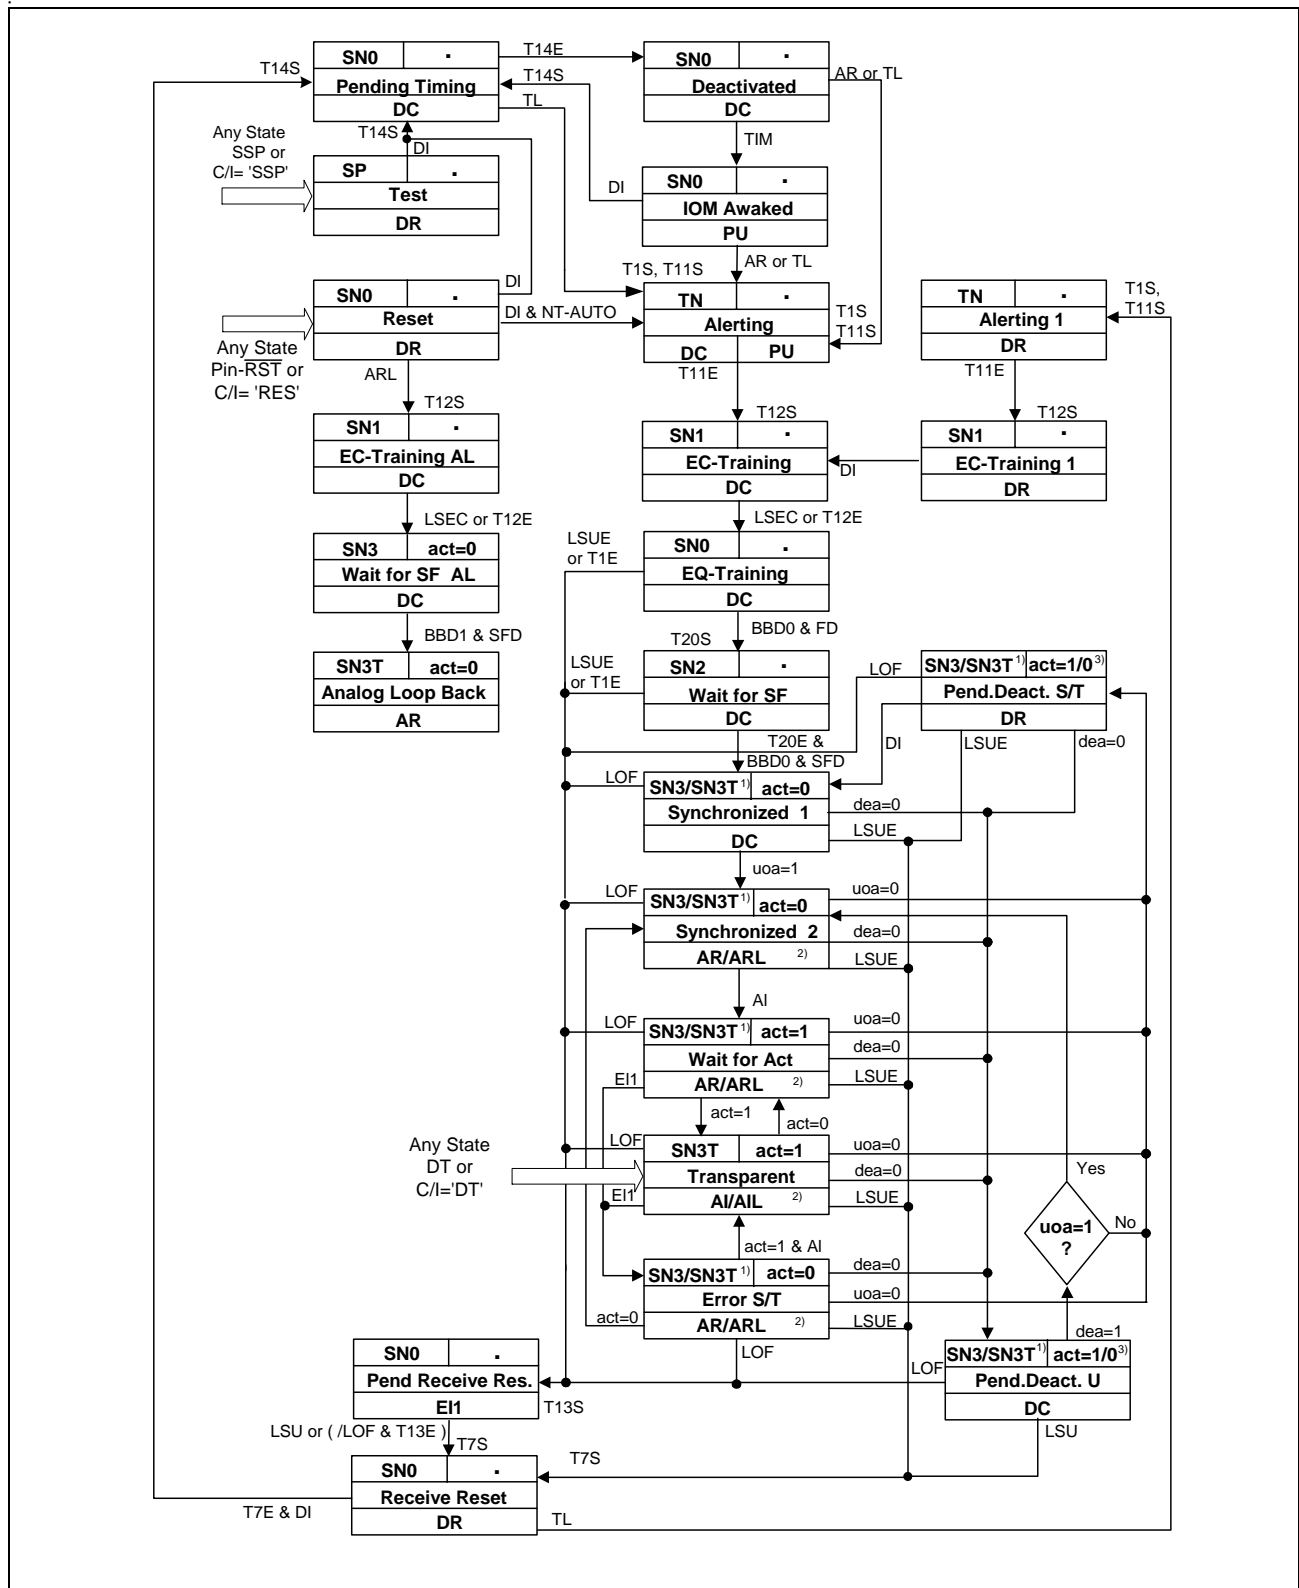 .
SN0 .
Pending Timing
DC
T14S
T14E
T14S
TL
SN0 .
Deactivated
DC
AR or TL
Any State
SSP or
C/I= 'SSP'
T14S
DI
SP .
Test
DR
TIM
DI
SN0 .
IOM Awaked
PU
AR or TL
T1S, T11S
DI
SN0 .
Reset
DR
DI & NT-AUTO
Any State
Pin-RST or
C/I= 'RES'
TN .
Alerting
DC PU
T1S
T11S
TN .
Alerting 1
DR
T1S,
T11S
ARL
T12S
T11E
T12S
T11E
T12S
SN1 .
EC-Training AL
DC
SN1 .
EC-Training
DC
DI
SN1 .
EC-Training 1
DR
LSEC or T12E
LSEC or T12E
SN3 act=0
Wait for SF AL
DC
LSUE
or T1E
SN0 .
EQ-Training
DC
BBD1 & SFD
T20S
BBD0 & FD
SN3T act=0
Analog Loop Back
AR
LSUE
or T1E
SN2 .
Wait for SF
DC
LOF
SN3/SN3T 1) act=1/0 3)
Pend.Deact. S/T
DR
T20E &
BBD0 & SFD
DI
LSUE
dea=0
LOF
SN3/SN3T 1) act=0
Synchronized 1
DC
dea=0
LSUE
uoa=1
LOF
SN3/SN3T 1) act=0
Synchronized 2
AR/ARL 2)
uoa=0
dea=0
LSUE
AI
LOF
SN3/SN3T 1) act=1
Wait for Act
AR/ARL 2)
uoa=0
dea=0
LSUE
EI1
act=1
act=0
Any State
DT or
C/I='DT'
LOF
SN3T act=1
Transparent
AI/AIL 2)
uoa=0
dea=0
LSUE
EI1
Yes
uoa=1
?
No
act=1 & AI
SN3/SN3T 1) act=0
Error S/T
AR/ARL 2)
dea=0
uoa=0
LSUE
act=0
LOF
dea=1
SN3/SN3T 1) act=1/0 3)
Pend.Deact. U
DC
LOF
LSU
SN0 .
Pend Receive Res.
EI1
T13S
LSU or ( /LOF & T13E )
T7S
T7S
SN0 .
Receive Reset
DR
T7E & DI
TL